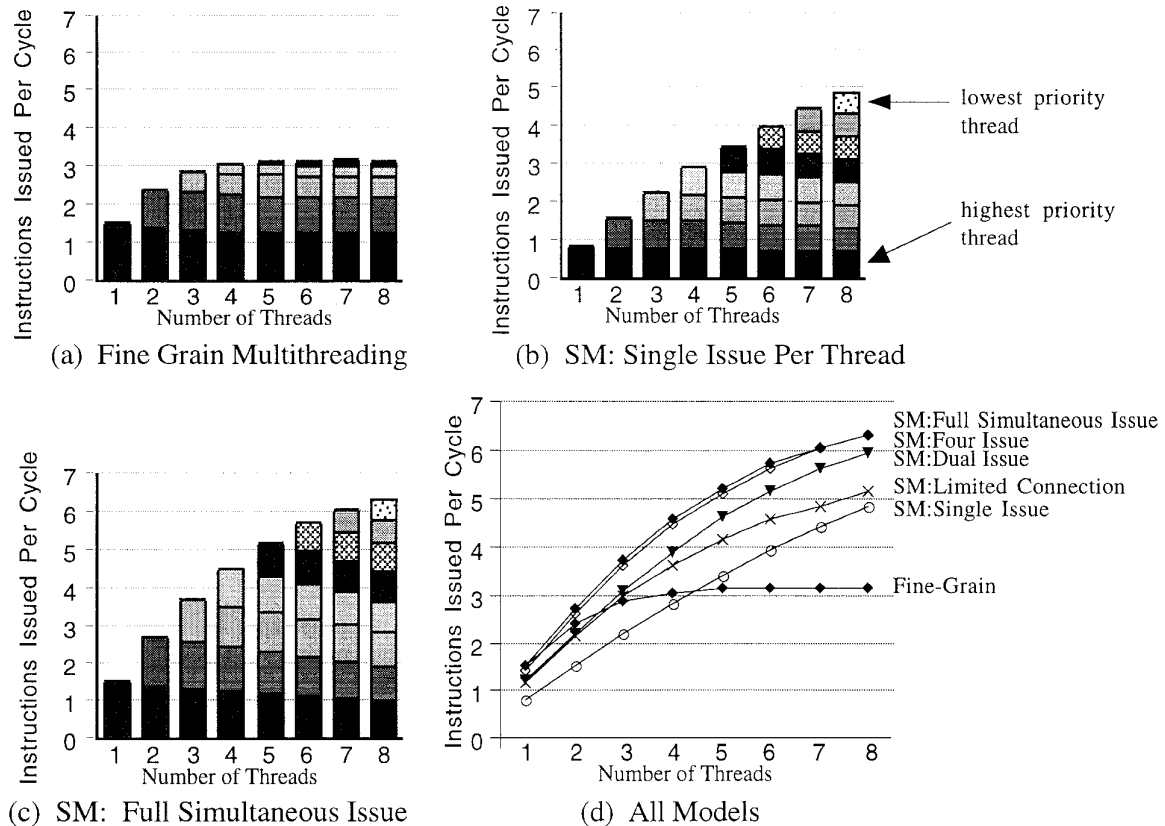 Instructions Issued Per Cycle
7
6
5
4
3
2
1
0
1 2 3 4 5 6 7 8
Number of Threads
(a) Fine Grain Multithreading
Instructions Issued Per Cycle
7
6
5
4
3
2
1
0
1 2 3 4 5 6 7 8
Number of Threads
(b) SM: Single Issue Per Thread
lowest priority
thread
highest priority
thread
Instructions Issued Per Cycle
7
6
5
4
3
2
1
0
1 2 3 4 5 6 7 8
Number of Threads
(c) SM: Full Simultaneous Issue
Instructions Issued Per Cycle
7
6
5
4
3
2
1
0
1 2 3 4 5 6 7 8
Number of Threads
(d) All Models
SM:Full Simultaneous Issue
SM:Four Issue
SM:Dual Issue
SM:Limited Connection
SM:Single Issue
Fine-Grain